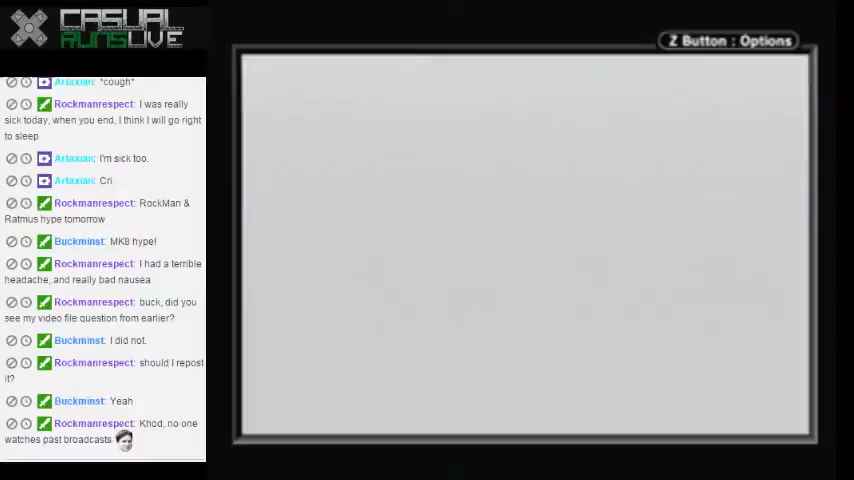 CASUAL
RUNSLIVE
Z Button : Options
Artaxian: *cough*
Rockmanrespect: I was really
sick today, when you end, I think I will go right
to sleep
Artaxian: I'm sick too.
Artaxian: Cri.
Rockmanrespect: RockMan &
Ratmus hype tomorrow
Buckminst: MK8 hype!
Rockmanrespect: I had a terrible
headache, and really bad nausea
Rockmanrespect: buck, did you
see my video file question from earlier?
Buckminst: I did not.
Rockmanrespect: should I repost
it?
Buckminst: Yeah
Rockmanrespect: Khod, no one
watches past broadcasts